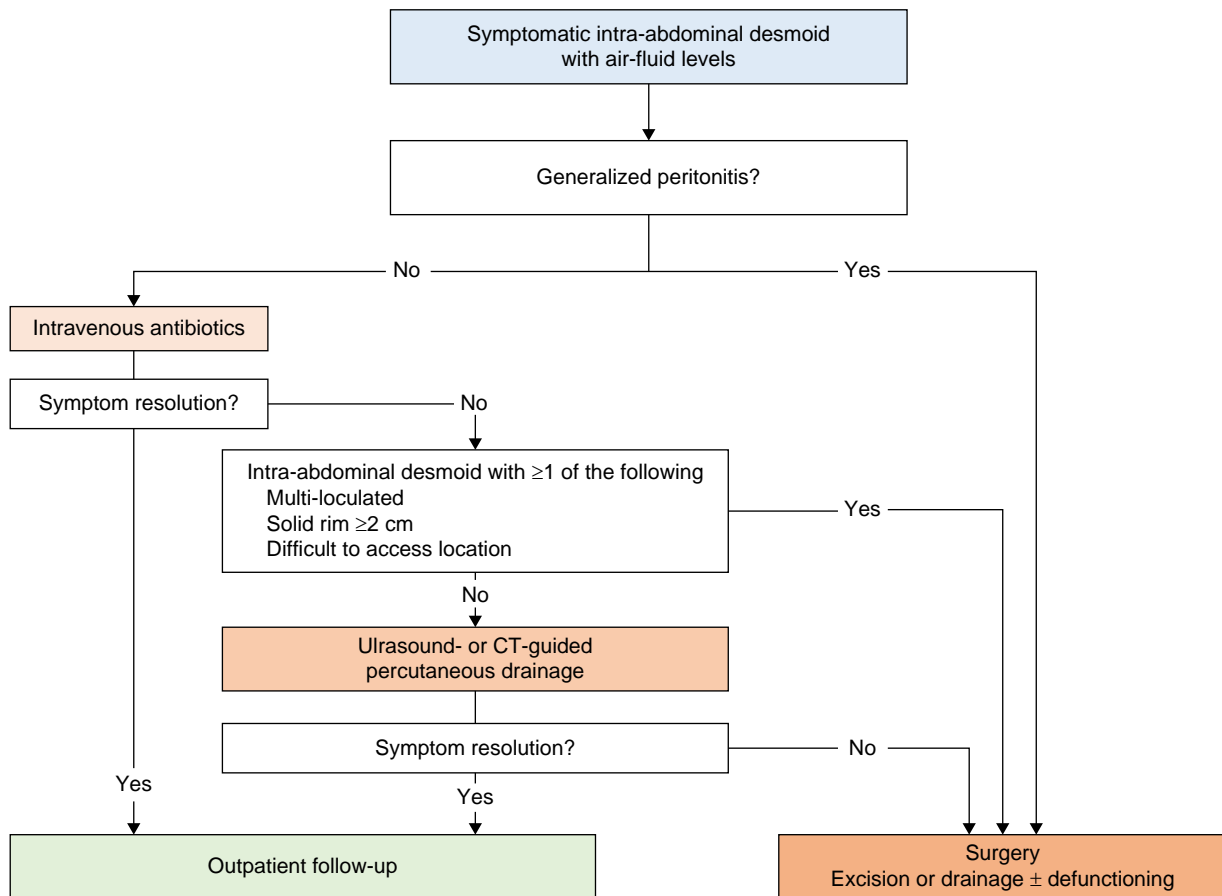 Symptomatic intra-abdominal desmoid
with air-fluid levels
Generalized peritonitis?
No
Yes
Intravenous antibiotics
Symptom resolution?
No
Intra-abdominal desmoid with ≥1 of the following
Multi-loculated
Solid rim ≥2 cm
Difficult to access location
Yes
No
Ulrasound- or CT-guided
percutaneous drainage
Symptom resolution?
No
Yes
Yes
Outpatient follow-up
Surgery
Excision or drainage ± defunctioning